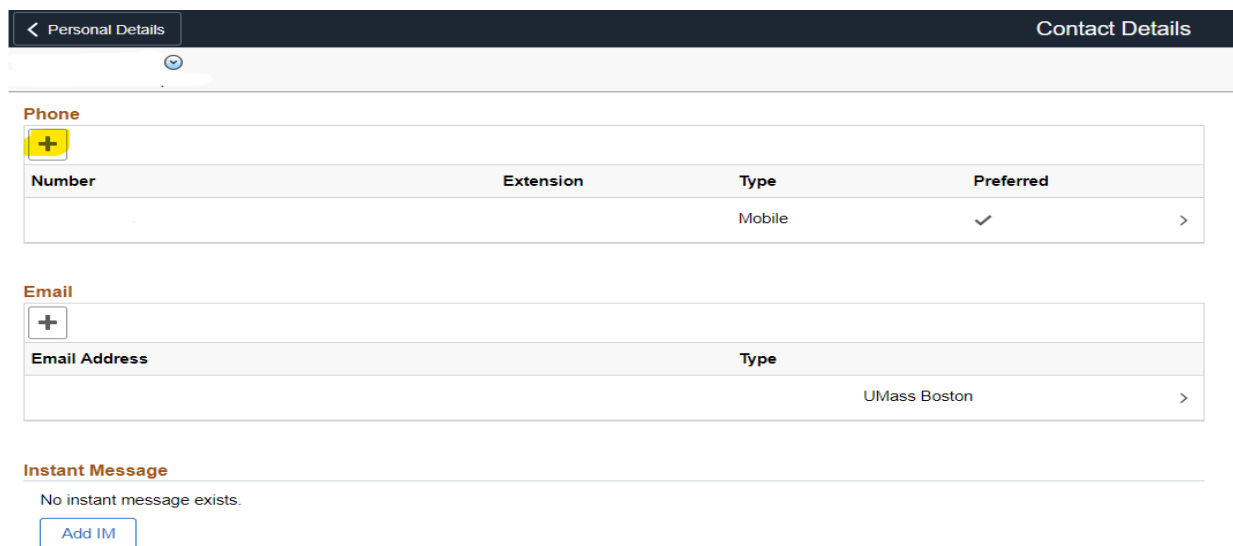 Personal Details Contact Details
Phone
Number Extension Type Preferred
Mobile
Email
Email Address Type
UMass Boston
Instant Message
No instant message exists.
Add IM